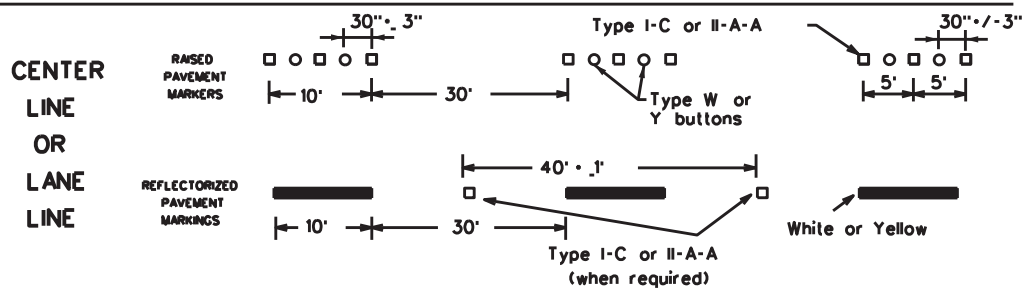 30"·_ 3"
Type I-C or II-A-A
30"+/-3"
CENTER
LINE
OR
LANE
LINE
RAISED
PAVEMENT
MARKERS
10'
30'
Type W or
Y buttons
5'
5'
40' · _1'
REFLECTORIZED
PAVEMENT
MARKINGS
10'
30'
Type I-C or II-A-A
(when required)
White or Yellow